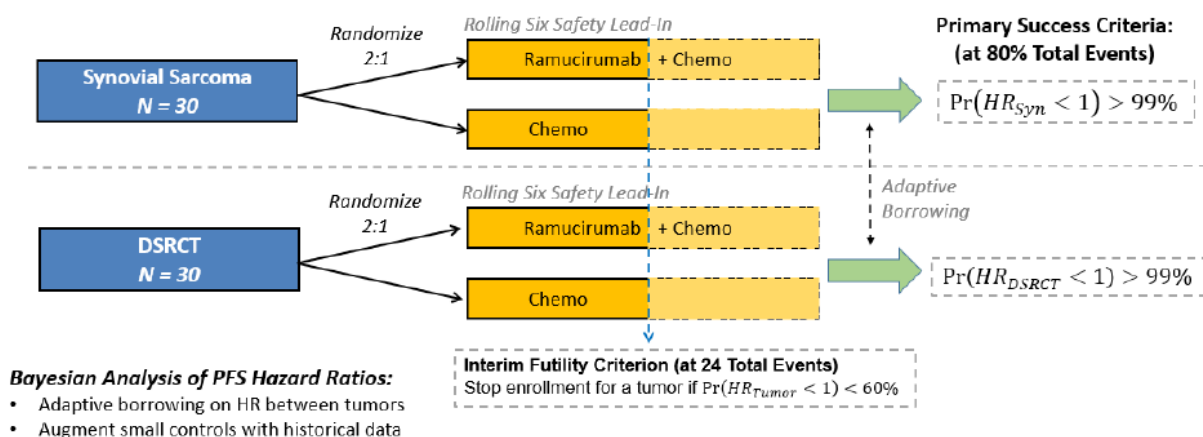 Rolling Six Safety Lead-In
Primary Success Criteria:
(at 80% Total Events)
Randomize
2:1
Synovial Sarcoma
N = 30
Ramucirumab + Chemo
Chemo
Pr(HR_Syn < 1) > 99%
Adaptive
Borrowing
Rolling Six Safety Lead-In
Randomize
2:1
DSRCT
N = 30
Ramucirumab + Chemo
Chemo
Pr(HR_DSRCT < 1) > 99%
Interim Futility Criterion (at 24 Total Events)
Stop enrollment for a tumor if Pr(HR_Tumor < 1) < 60%
Bayesian Analysis of PFS Hazard Ratios:
• Adaptive borrowing on HR between tumors
• Augment small controls with historical data